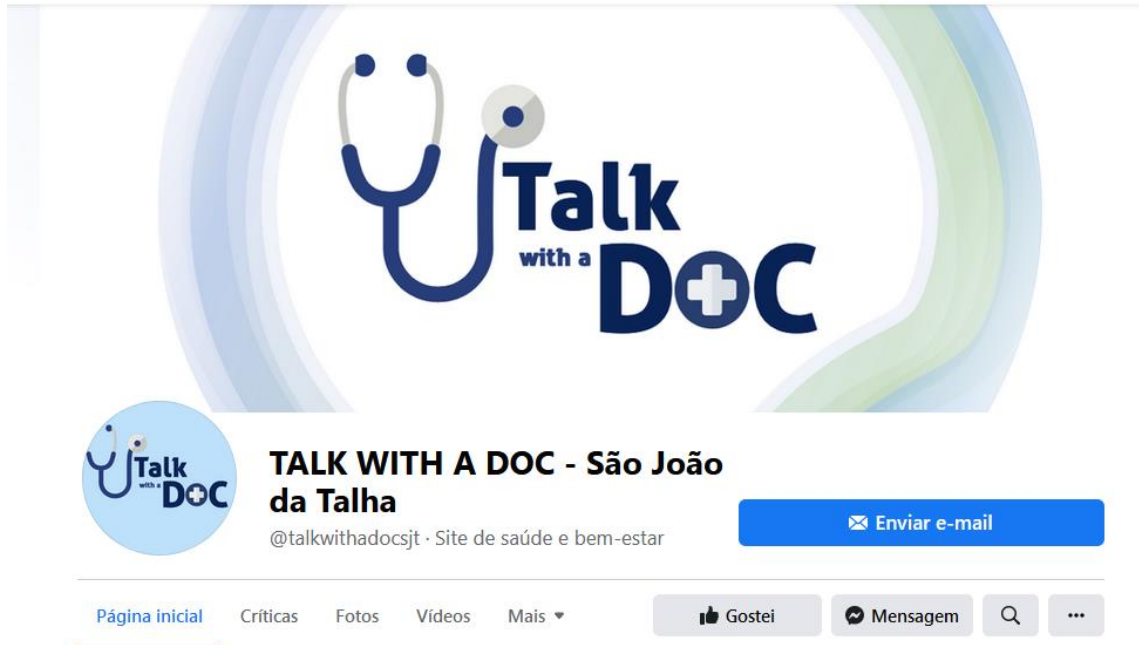 Talk
with a
DOC
Talk
with a
DOC
TALK WITH A DOC - São João
da Talha
@talkwithadocsjt · Site de saúde e bem-estar
Enviar e-mail
Página inicial Críticas Fotos Vídeos Mais Gostei Mensagem